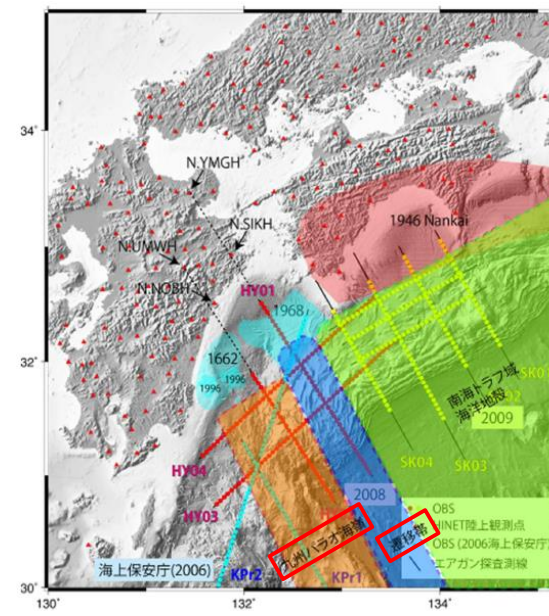 34°
32°
30°
130°
132°
134°
N.YMGH
N.SIKH
N.UMWH
N.NOBH
1946 Nankai
HY01
1968
1662
1996
1996
HY04
HY03
南海トラフ域
海洋地殻
2009
SK04
SK03
2008
OBS
HINET陸上観測点
OBS (2006海上保安庁)
エアガン探査測線
九州パラオ海嶺
遷移帯
海上保安庁(2006)
KPr2
KPr1